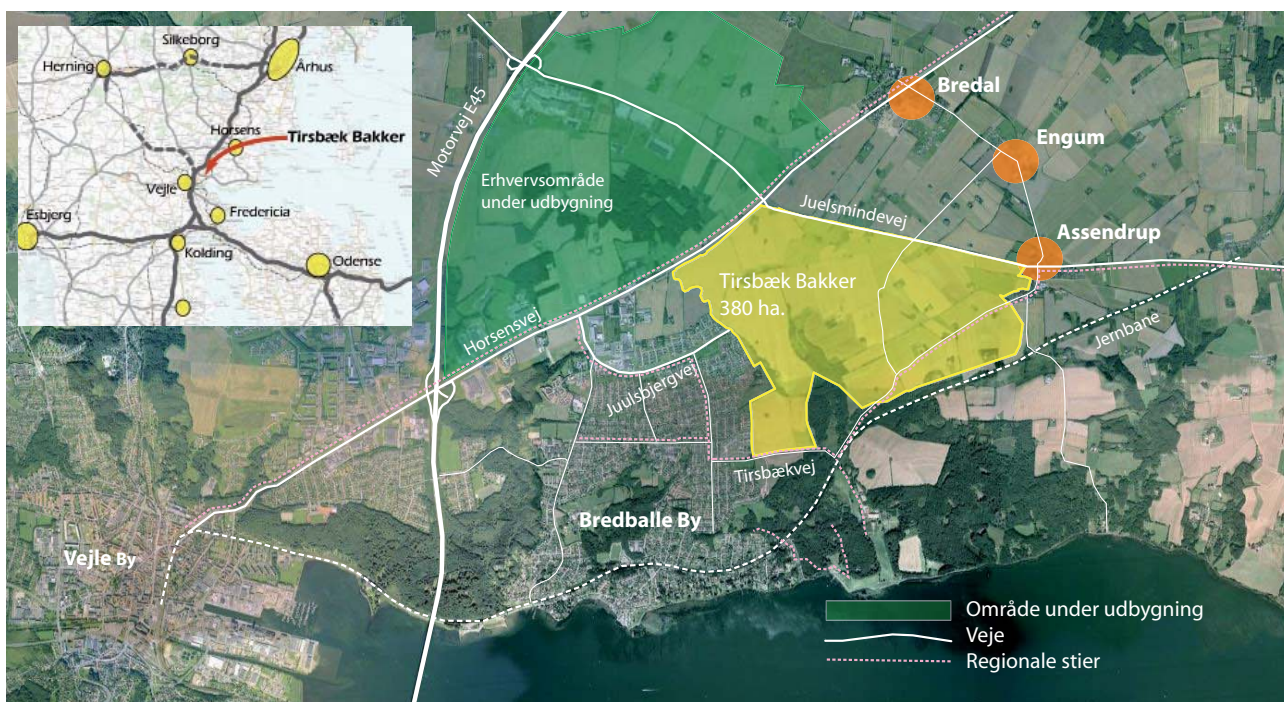 Silkeborg
Herning
Århus
Horsens
Tirsbæk Bakker
Vejle
Esbjerg
Fredericia
Kolding
Odense
Motorvej E45
Erhvervsområde
under udbygning
Bredal
Engum
Juelsmindevej
Assendrup
Tirsbæk Bakker
380 ha.
Horsensvej
Jernbane
Juulsbjergvej
Tirsbækvej
Bredballe By
Vejle By
Område under udbygning
Veje
Regionale stier